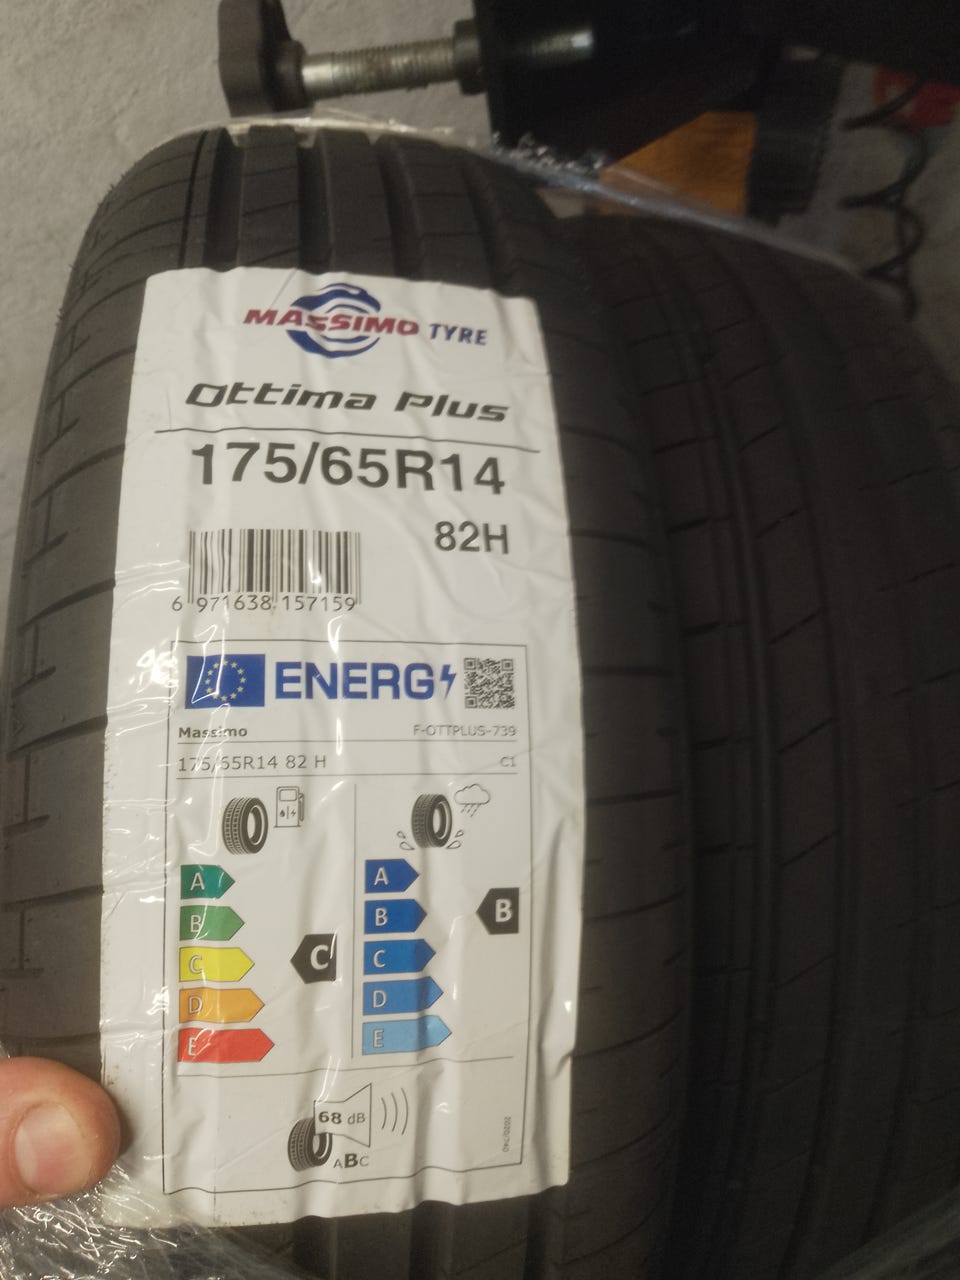 MASSIMO TYRE
Ottima Plus
175/65R14
82H
6 971638 157159
ENERG
Massimo F-OTTPLUS-739
175/65R14 82 H C1
A A
B B B
C C C
D D
E E
68 dB
ABC
2020/740